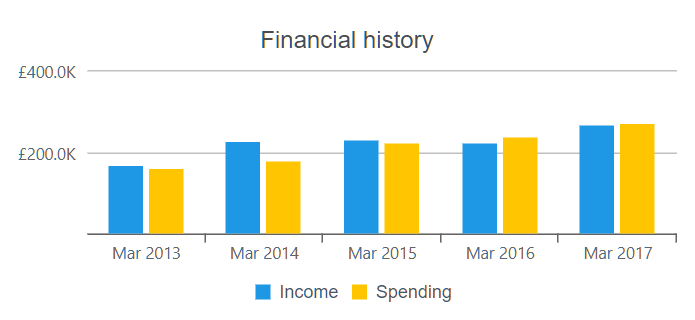 Financial history
£400.0K
£200.0K
Mar 2013 Mar 2014 Mar 2015 Mar 2016 Mar 2017
Income Spending